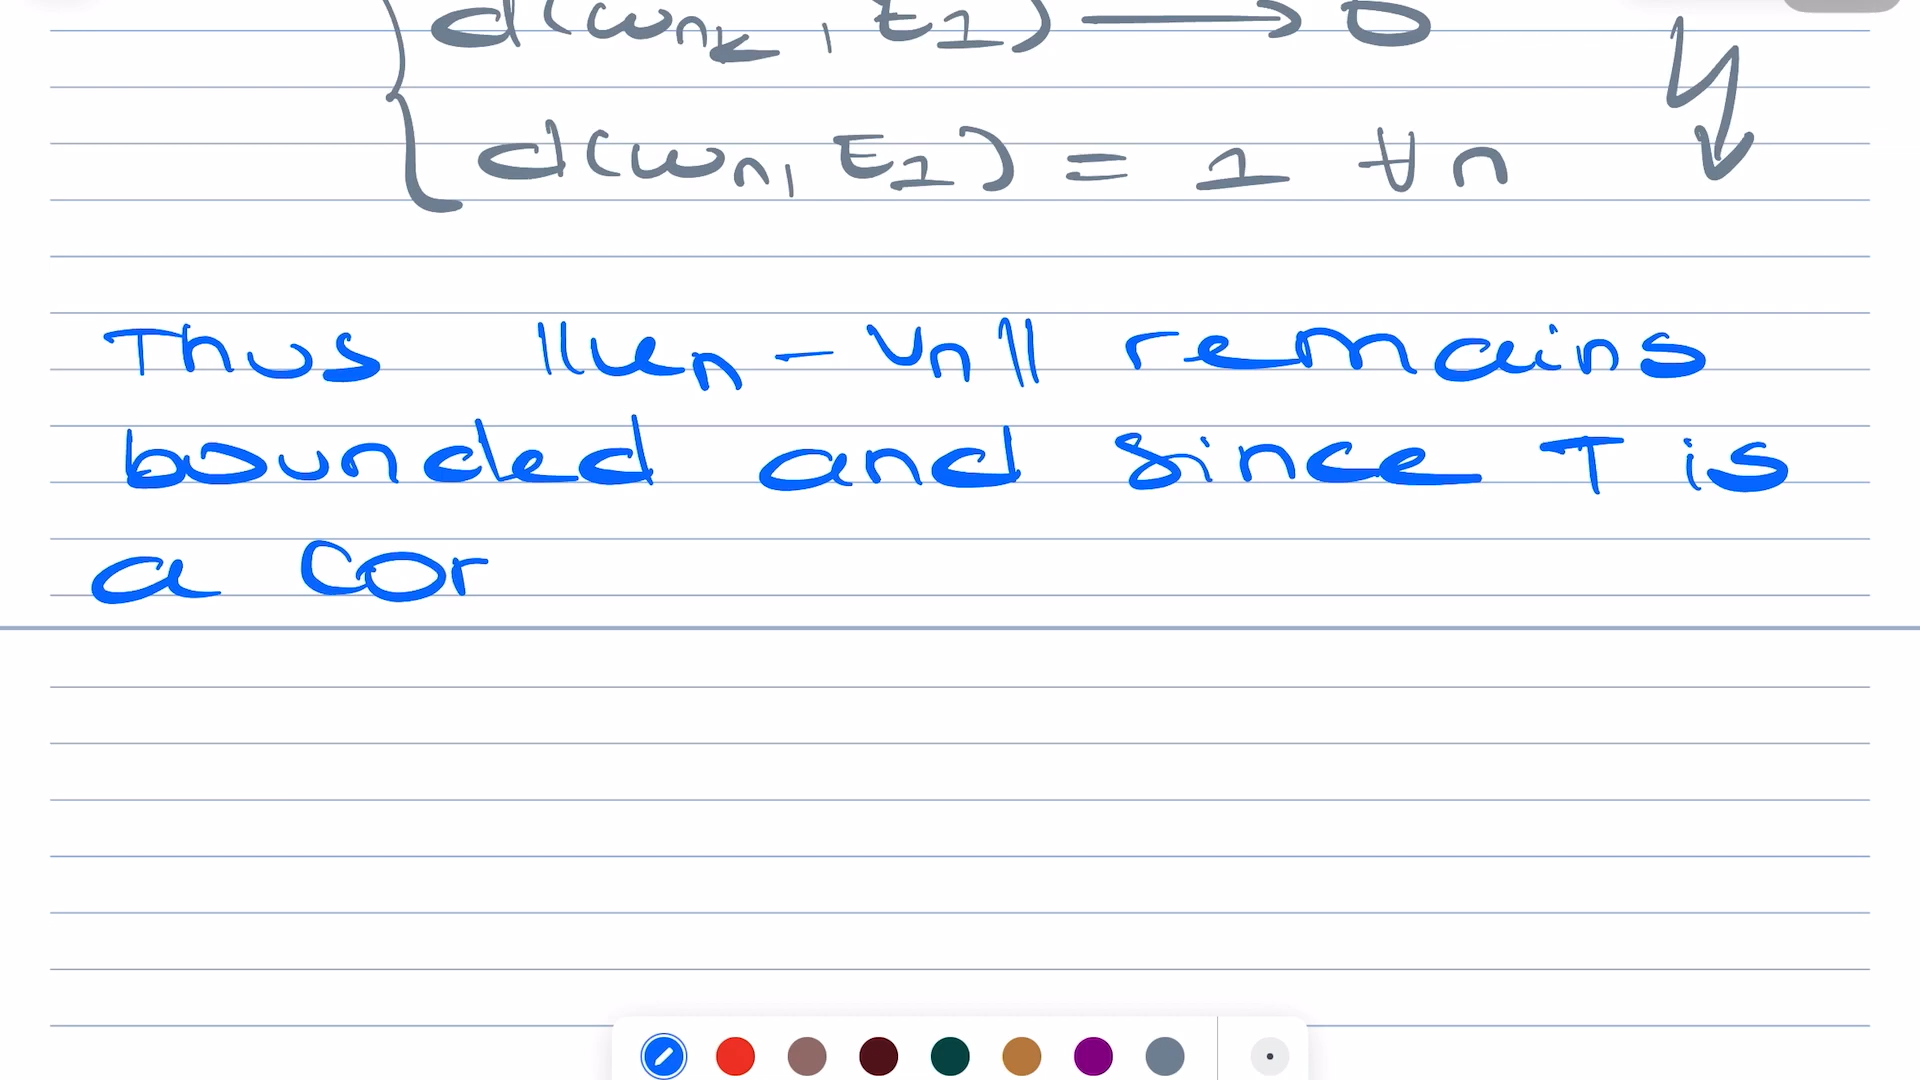 d(wₙₖ, E₁) ⟶ 0
d(wₙ, E₁) = 1 ∀n
Thus ||uₙ - vₙ|| remains
bounded and since T is
a cor